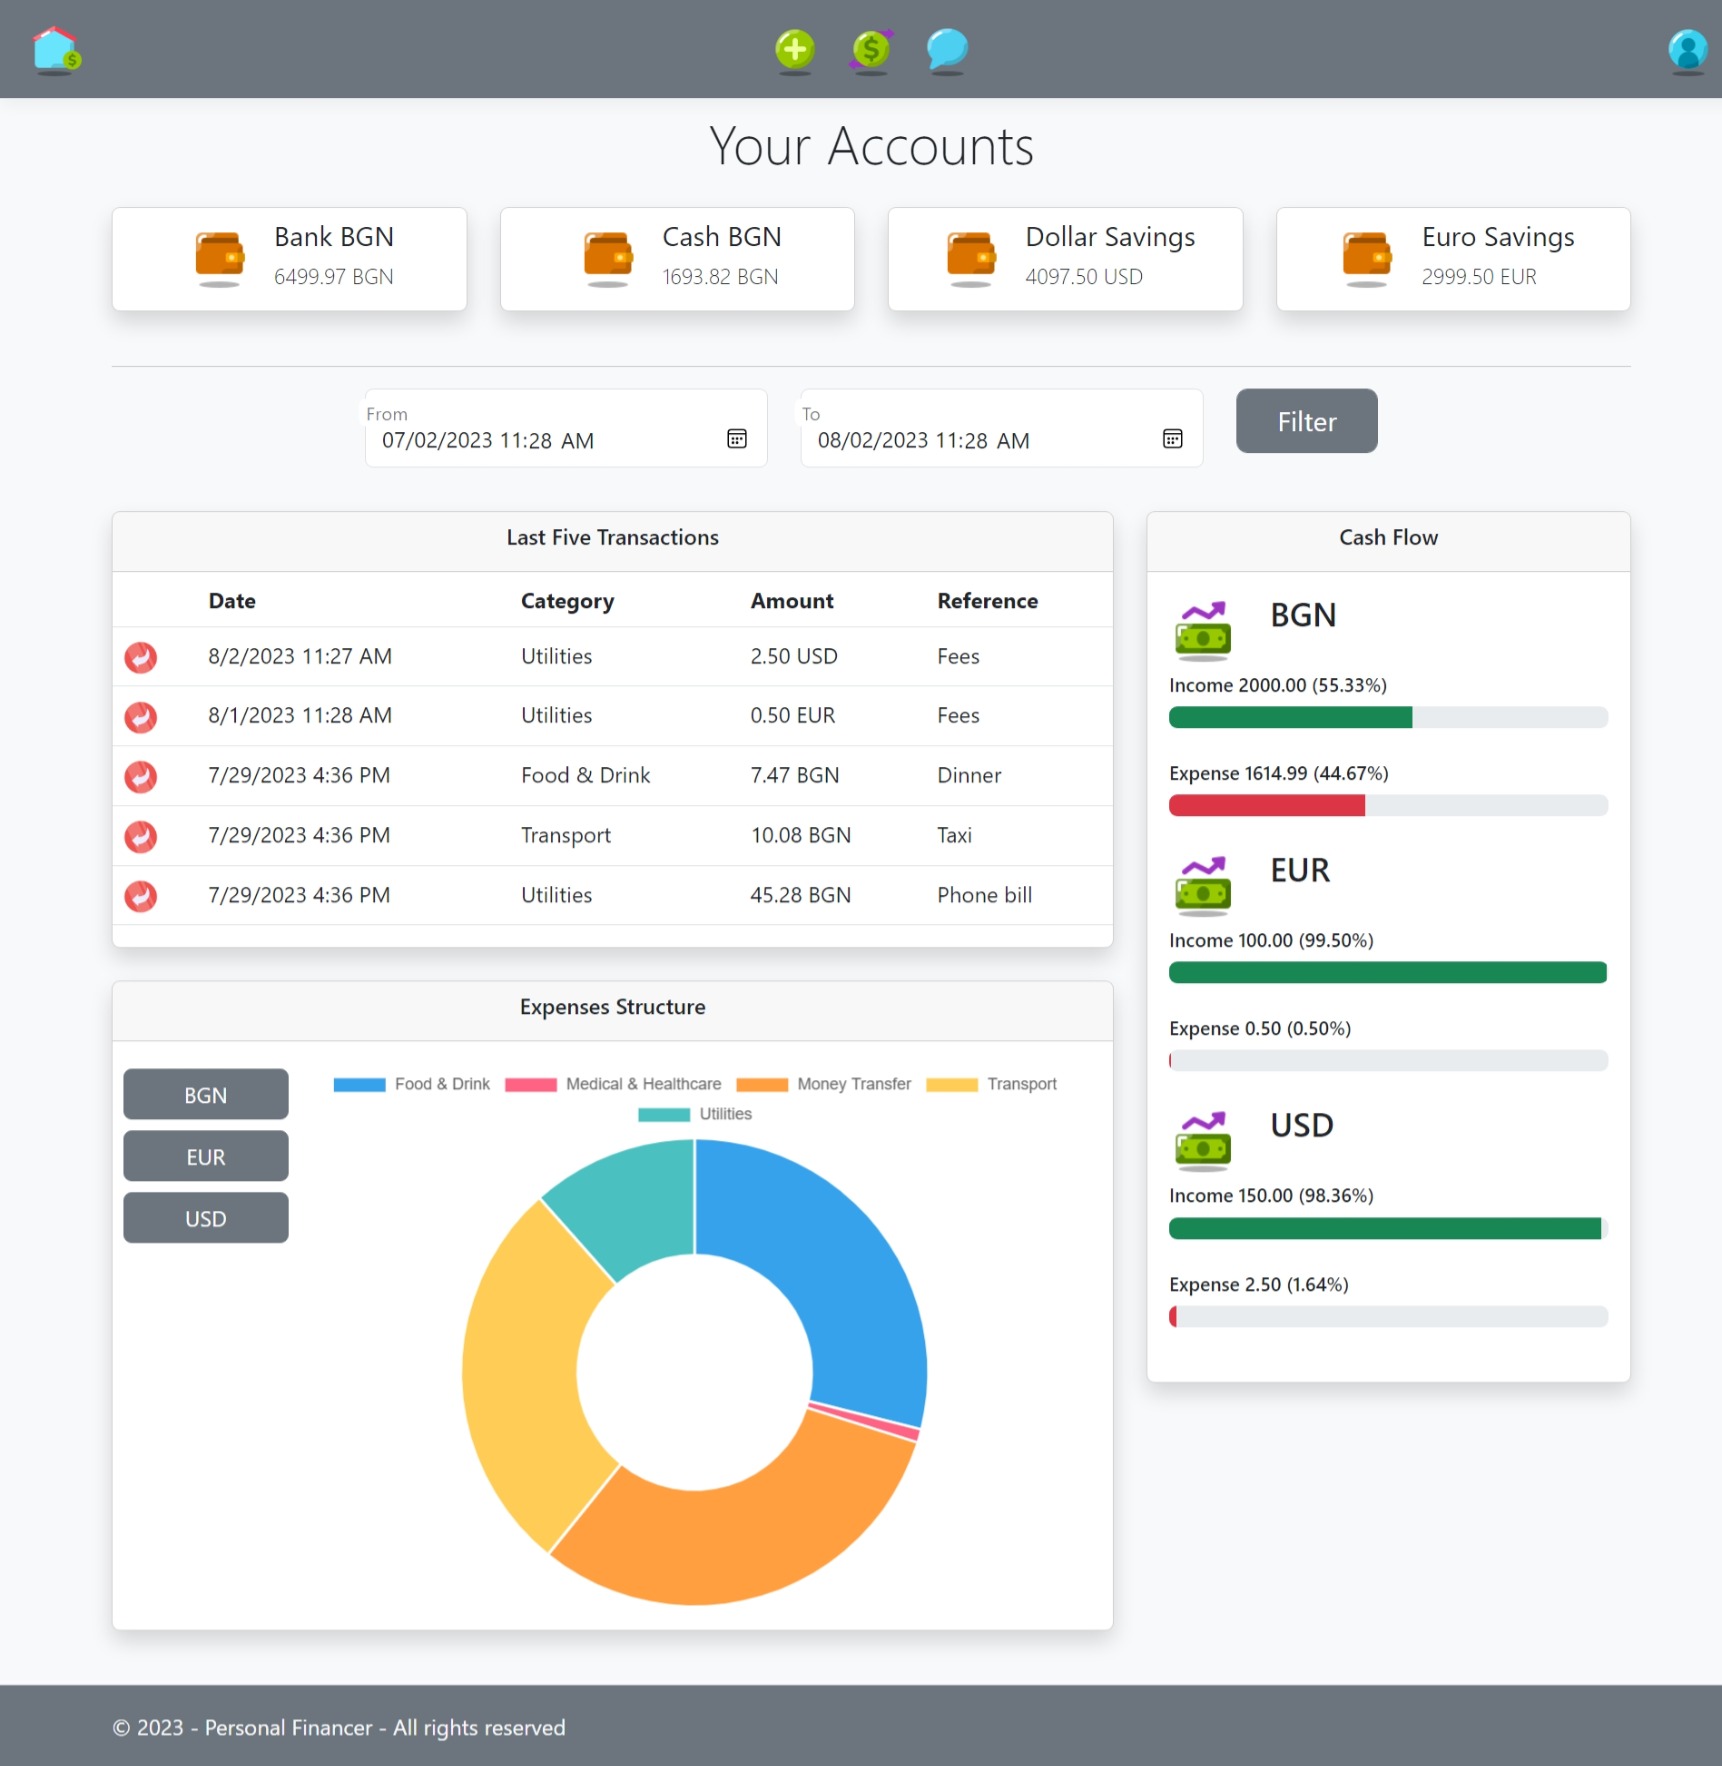 Your Accounts
Bank BGN
6499.97 BGN
Cash BGN
1693.82 BGN
Dollar Savings
4097.50 USD
Euro Savings
2999.50 EUR
From
07/02/2023 11:28 AM
To
08/02/2023 11:28 AM
Filter
Last Five Transactions
Date Category Amount Reference
8/2/2023 11:27 AM Utilities 2.50 USD Fees
8/1/2023 11:28 AM Utilities 0.50 EUR Fees
7/29/2023 4:36 PM Food & Drink 7.47 BGN Dinner
7/29/2023 4:36 PM Transport 10.08 BGN Taxi
7/29/2023 4:36 PM Utilities 45.28 BGN Phone bill
Cash Flow
BGN
Income 2000.00 (55.33%)
Expense 1614.99 (44.67%)
EUR
Income 100.00 (99.50%)
Expense 0.50 (0.50%)
USD
Income 150.00 (98.36%)
Expense 2.50 (1.64%)
Expenses Structure
BGN
EUR
USD
Food & Drink Medical & Healthcare Money Transfer Transport
Utilities
© 2023 - Personal Financer - All rights reserved